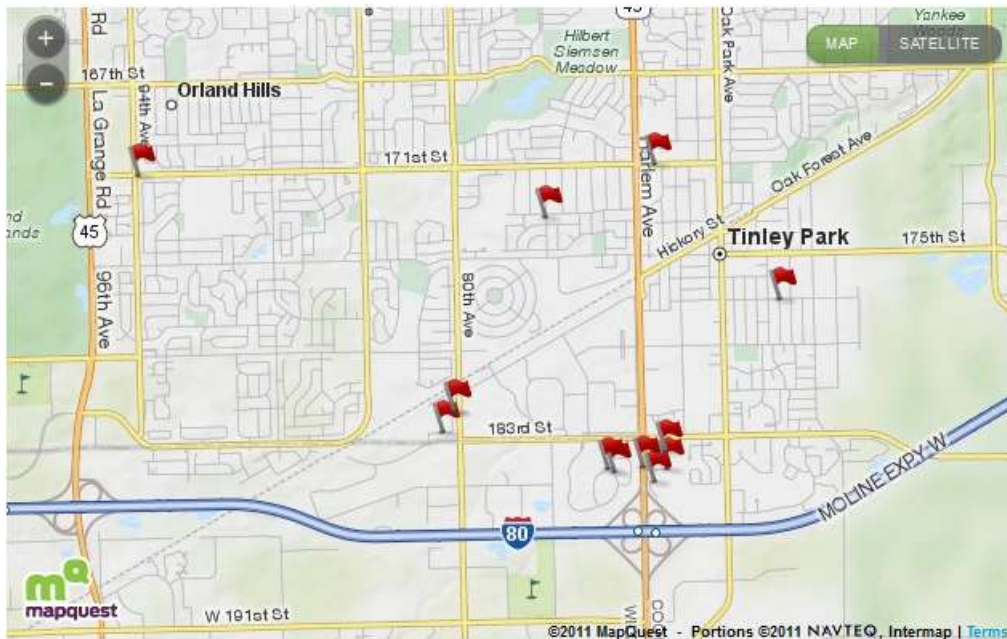 Rd
43
Yankee
Woods
+
−
Hilbert
Siemsen
Meadow
MAP
SATELLITE
167th St
Orland Hills
94th Ave
La Grange Rd
Oak Park Ave
171st St
Harlem Ave
Oak Forest Ave
Hickory St
45
Tinley Park
175th St
96th Ave
80th Ave
183rd St
MOLINE EXPY W
80
mq
mapquest
W 191st St
©2011 MapQuest - Portions ©2011 NAVTEQ, Intermap | Terms